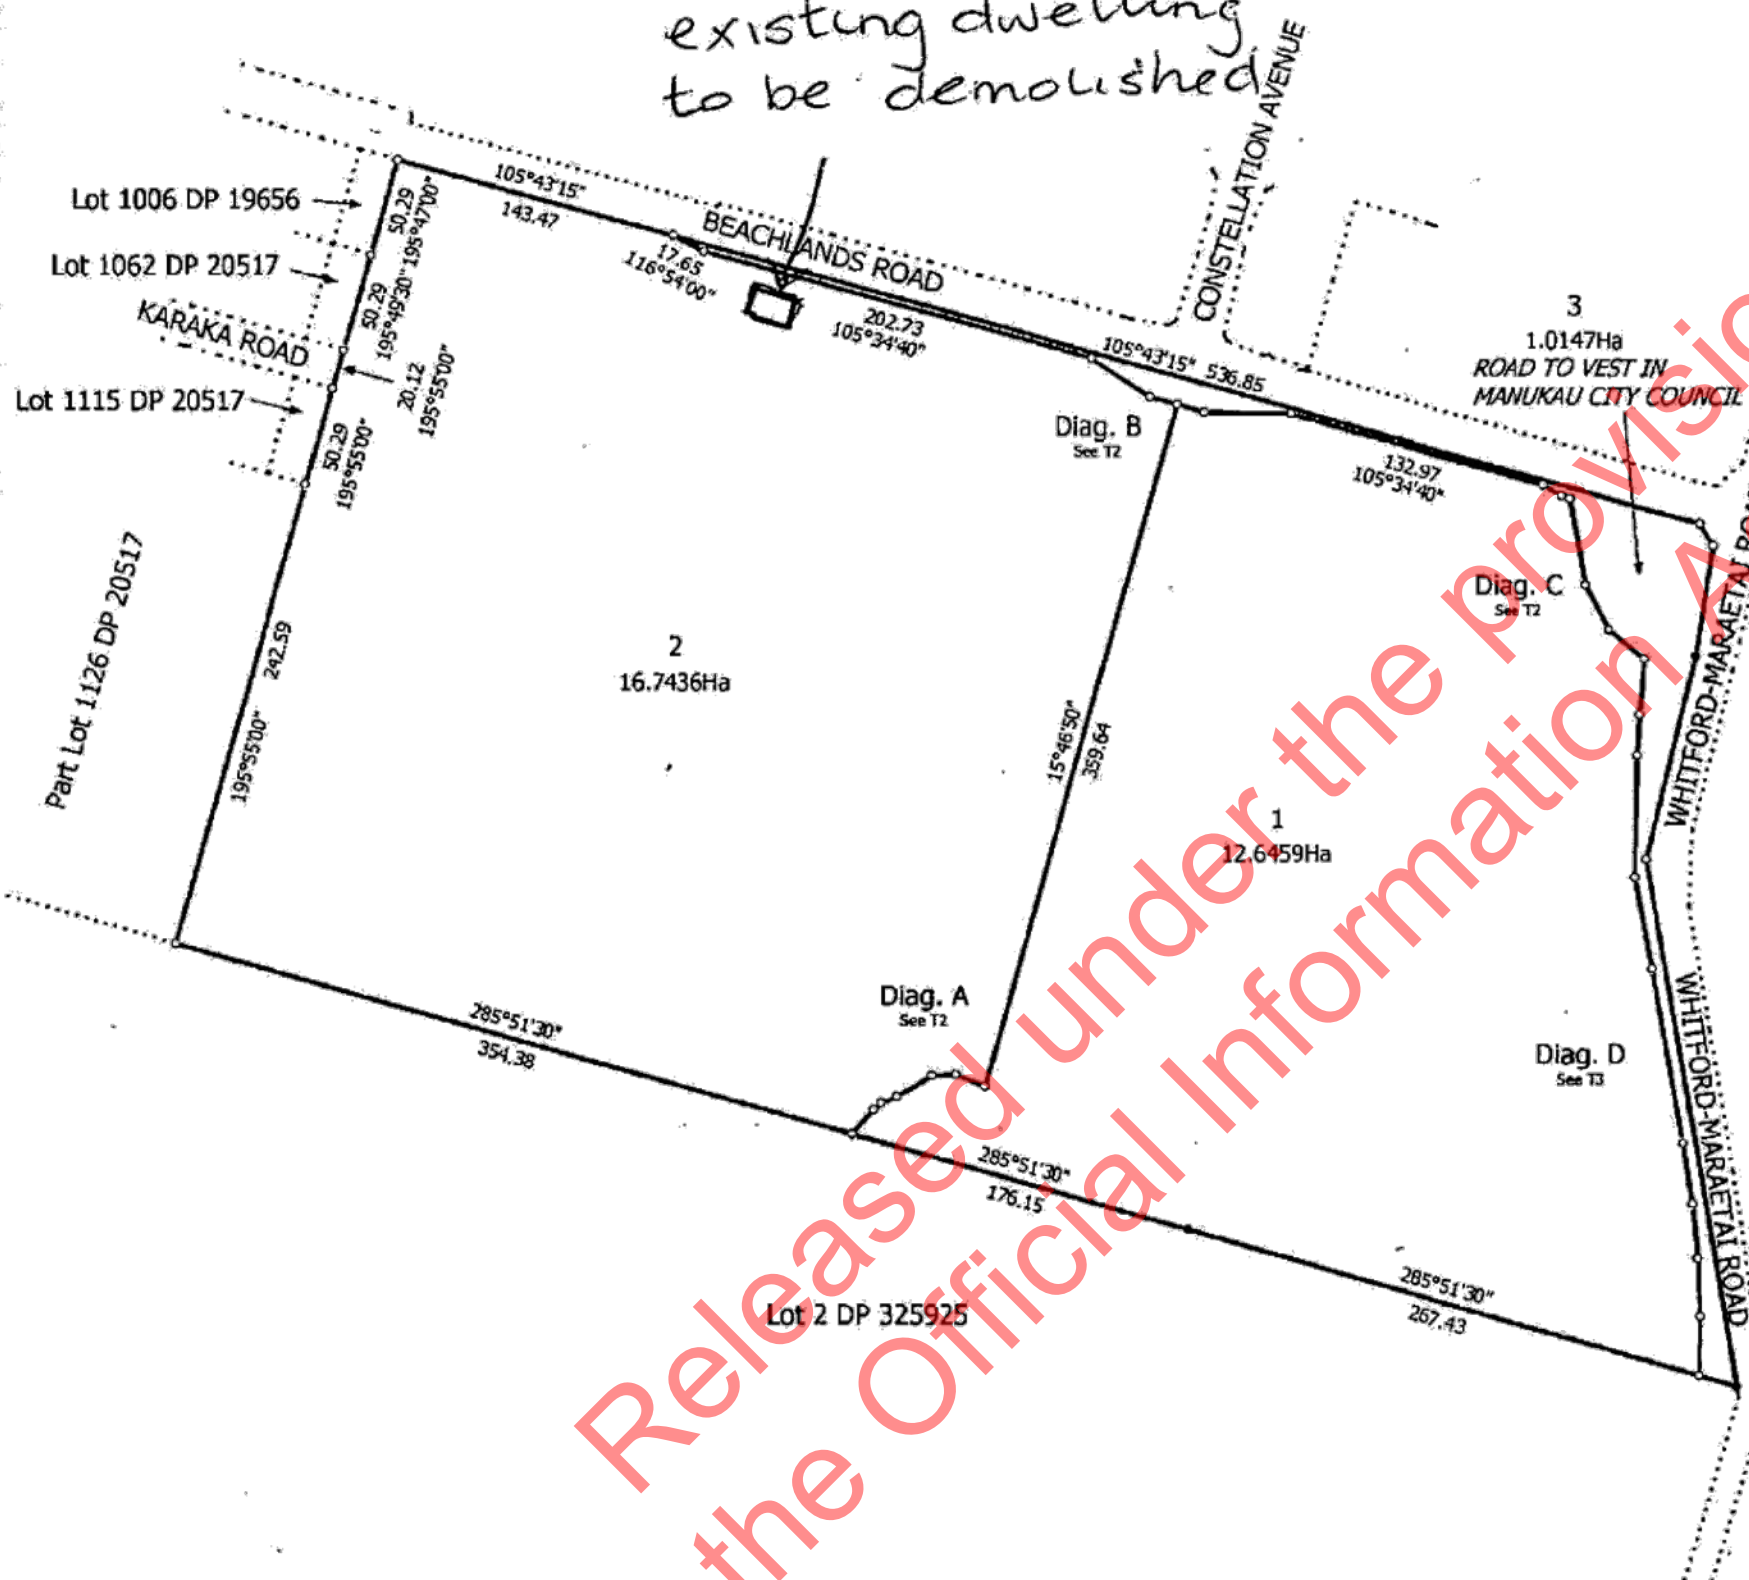 existing dwelling
to be demolished
CONSTELLATION AVENUE
Lot 1006 DP 19656
Lot 1062 DP 20517
KARAKA ROAD
Lot 1115 DP 20517
Part Lot 1126 DP 20517
50.29
195°47'00"
50.29
195°49'30"
20.12
195°55'00"
50.29
195°55'00"
242.59
195°55'00"
105°43'15"
143.47
BEACHLANDS ROAD
17.65
116°54'00"
202.73
105°34'40"
105°43'15" 536.85
3
1.0147Ha
ROAD TO VEST IN
MANUKAU CITY COUNCIL
Diag. B
See T2
132.97
105°34'40"
Diag. C
See T2
WHITFORD-MARAETAI
2
16.7436Ha
15°46'50"
359.64
1
12.6459Ha
Diag. A
See T2
Diag. D
See T3
WHITFORD-MARAETAI ROAD
285°51'30"
354.38
285°51'30"
176.15
285°51'30"
267.43
Lot 2 DP 325925
Released under the
the Official Information